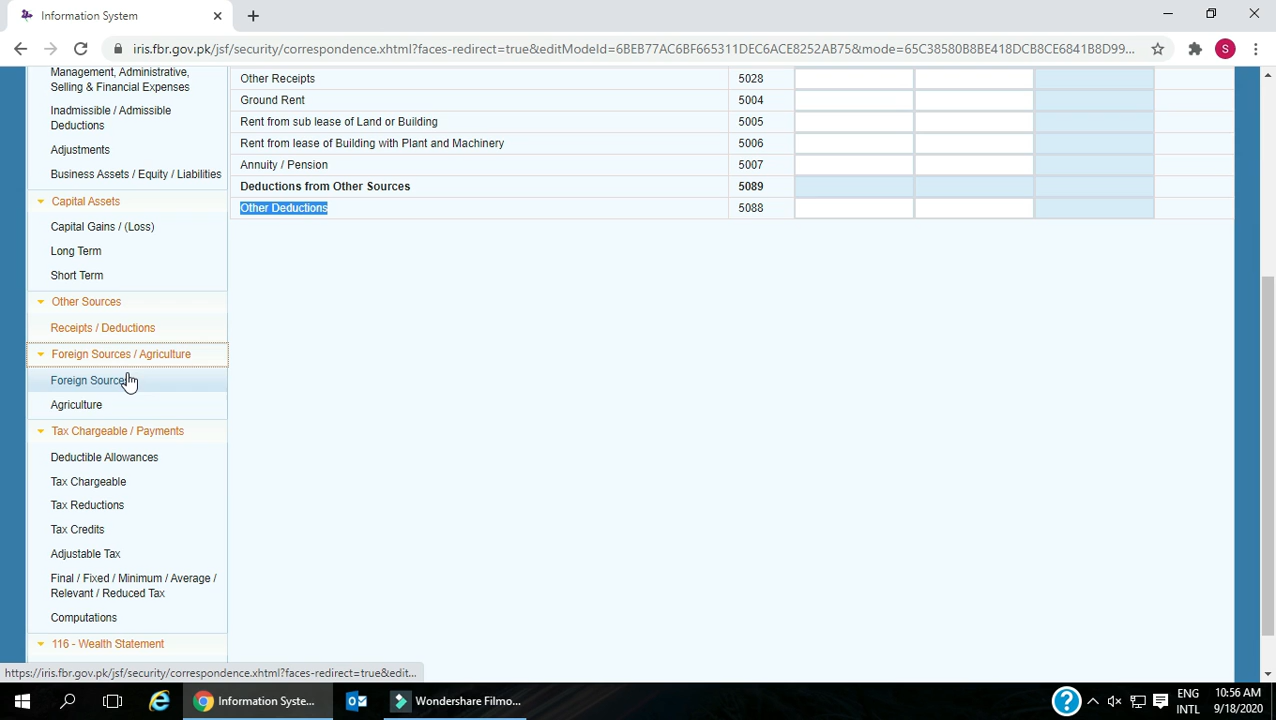 Information System
iris.fbr.gov.pk/jsf/security/correspondence.xhtml?faces-redirect=true&editModeId=6BEB77AC6BF665311DEC6ACE8252AB75&mode=65C38580B8BE418DCB8CE6841B8D99...
S
Management, Administrative,
Selling & Financial Expenses
Inadmissible / Admissible
Deductions
Adjustments
Business Assets / Equity / Liabilities
Capital Assets
Capital Gains / (Loss)
Long Term
Short Term
Other Sources
Receipts / Deductions
Foreign Sources / Agriculture
Foreign Sources
Agriculture
Tax Chargeable / Payments
Deductible Allowances
Tax Chargeable
Tax Reductions
Tax Credits
Adjustable Tax
Final / Fixed / Minimum / Average /
Relevant / Reduced Tax
Computations
116 - Wealth Statement
Other Receipts 5028
Ground Rent 5004
Rent from sub lease of Land or Building 5005
Rent from lease of Building with Plant and Machinery 5006
Annuity / Pension 5007
Deductions from Other Sources 5089
Other Deductions 5088
https://iris.fbr.gov.pk/jsf/security/correspondence.xhtml?faces-redirect=true&edit...
Information Syste...
Wondershare Filmo...
ENG
INTL
10:56 AM
9/18/2020